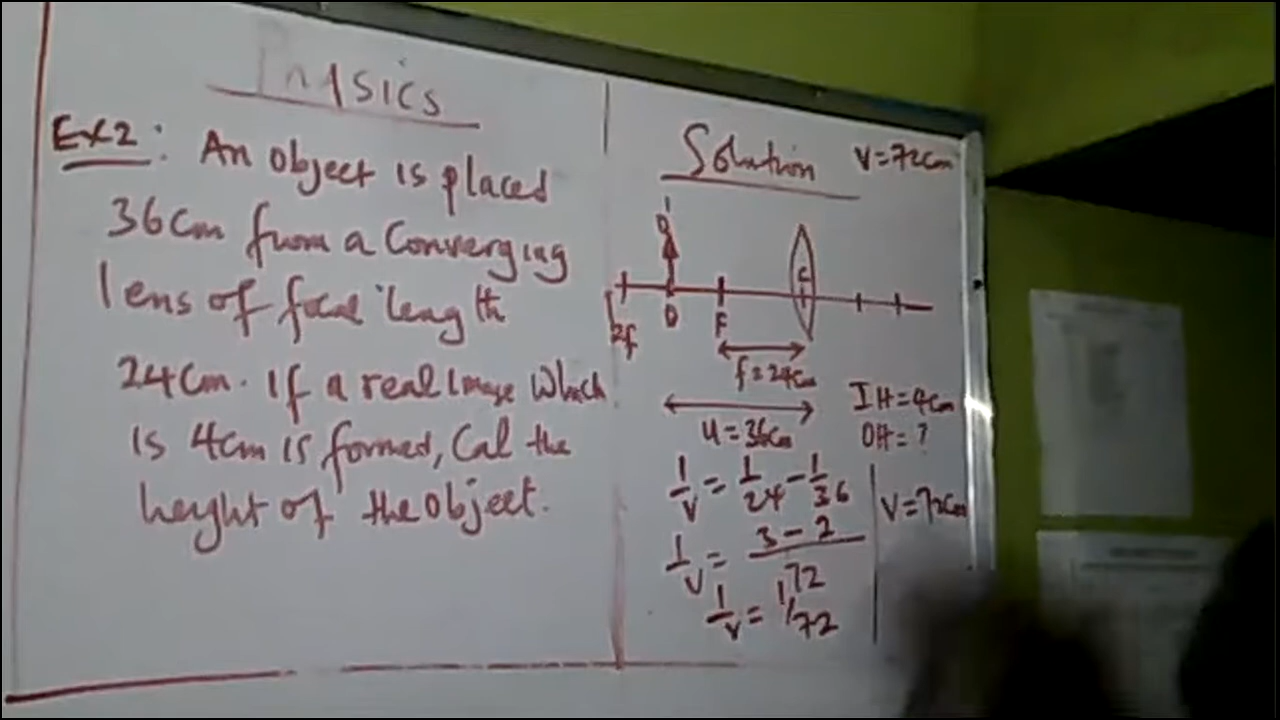 Physics
Ex2: An object is placed
36cm from a Converging
lens of focal length
24cm. If a real Image which
is 4cm is formed, Cal the
height of the object.
Solution
V=72cm
O'
C
2f
O
F
f=24cm
u=36cm
IH=4cm
OH=?
1/v = 1/24 - 1/36
1/v = 3-2/72
1/v = 1/72
V=72cm